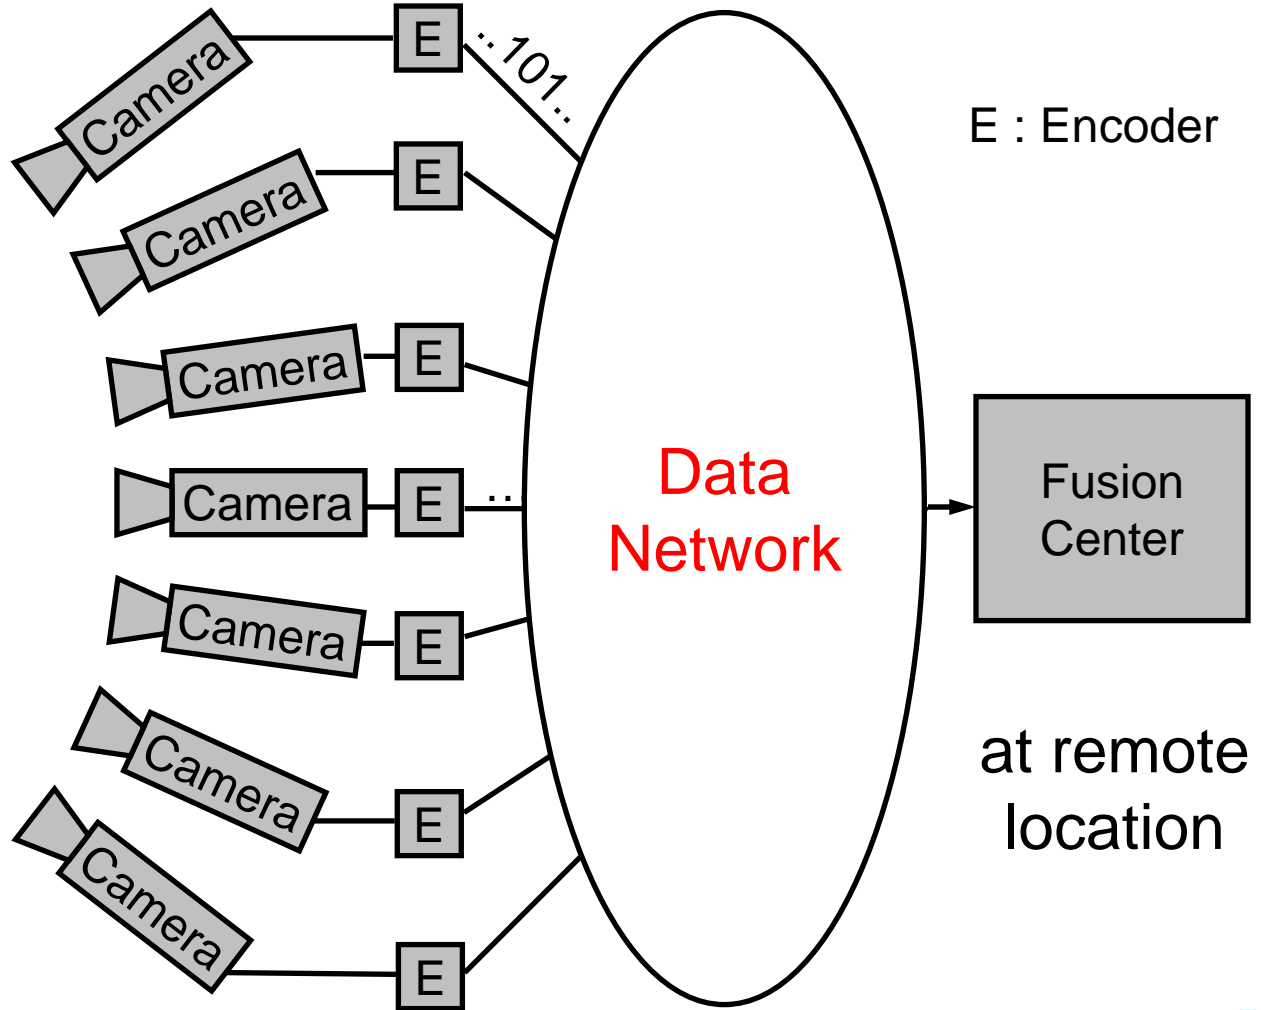 Camera
E
..101..
E : Encoder
Camera
E
Camera
E
Camera
E
...
Data
Network
Fusion
Center
Camera
E
Camera
E
at remote
location
Camera
E